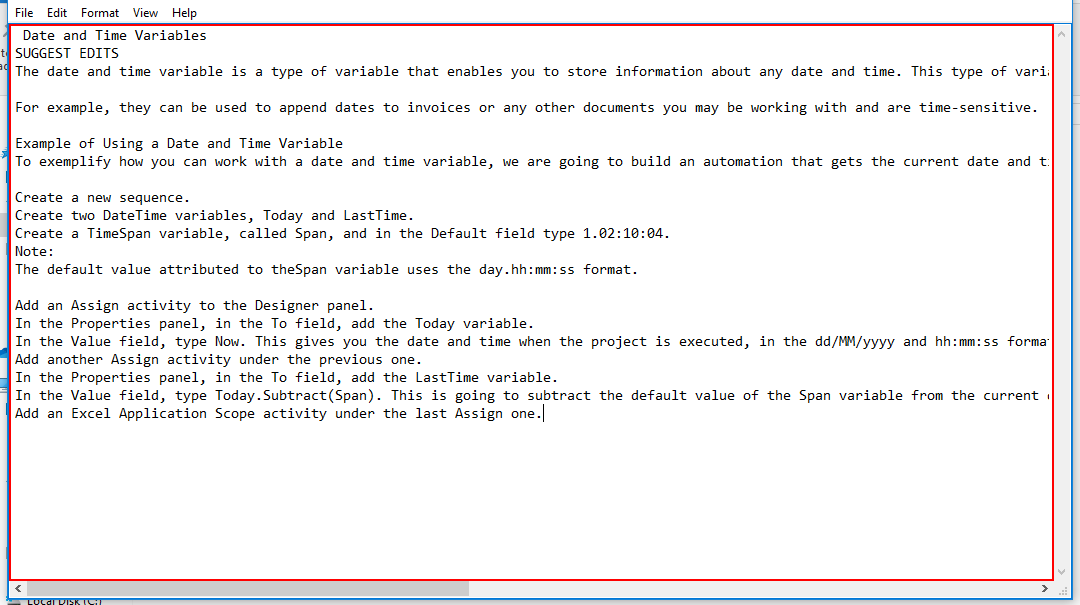 File Edit Format View Help
Date and Time Variables
SUGGEST EDITS
The date and time variable is a type of variable that enables you to store information about any date and time. This type of
For example, they can be used to append dates to invoices or any other documents you may be working with and are time-sensitive.
Example of Using a Date and Time Variable
To exemplify how you can work with a date and time variable, we are going to build an automation that gets the current date and
Create a new sequence.
Create two DateTime variables, Today and LastTime.
Create a TimeSpan variable, called Span, and in the Default field type 1.02:10:04.
Note:
The default value attributed to theSpan variable uses the day.hh:mm:ss format.
Add an Assign activity to the Designer panel.
In the Properties panel, in the To field, add the Today variable.
In the Value field, type Now. This gives you the date and time when the project is executed, in the dd/MM/yyyy and hh:mm:ss
Add another Assign activity under the previous one.
In the Properties panel, in the To field, add the LastTime variable.
In the Value field, type Today.Subtract(Span). This is going to subtract the default value of the Span variable from the current
Add an Excel Application Scope activity under the last Assign one.
Local Disk (C:)